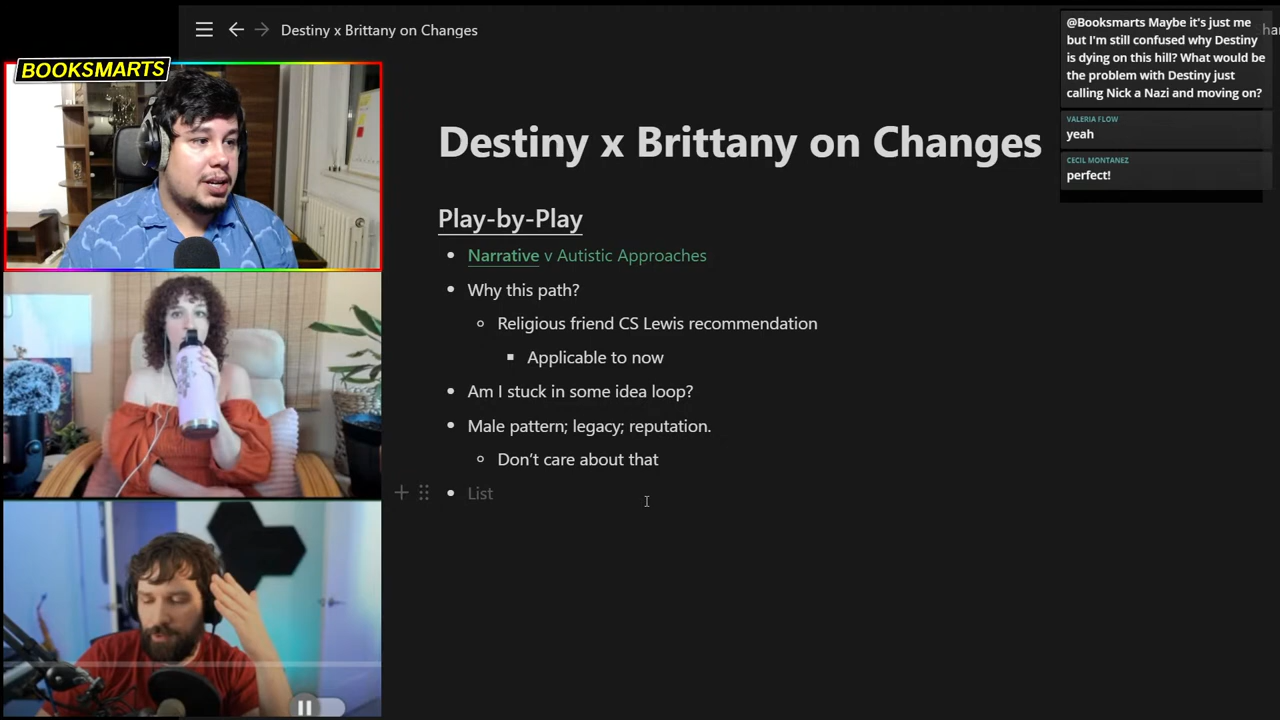 Destiny x Brittany on Changes
BOOKSMARTS
Destiny x Brittany on Changes
Play-by-Play
Narrative v Autistic Approaches
Why this path?
Religious friend CS Lewis recommendation
Applicable to now
Am I stuck in some idea loop?
Male pattern; legacy; reputation.
Don’t care about that
List
@Booksmarts Maybe it's just me
but I'm still confused why Destiny
is dying on this hill? What would be
the problem with Destiny just
calling Nick a Nazi and moving on?
VALERIA FLOW
yeah
CECIL MONTANEZ
perfect!